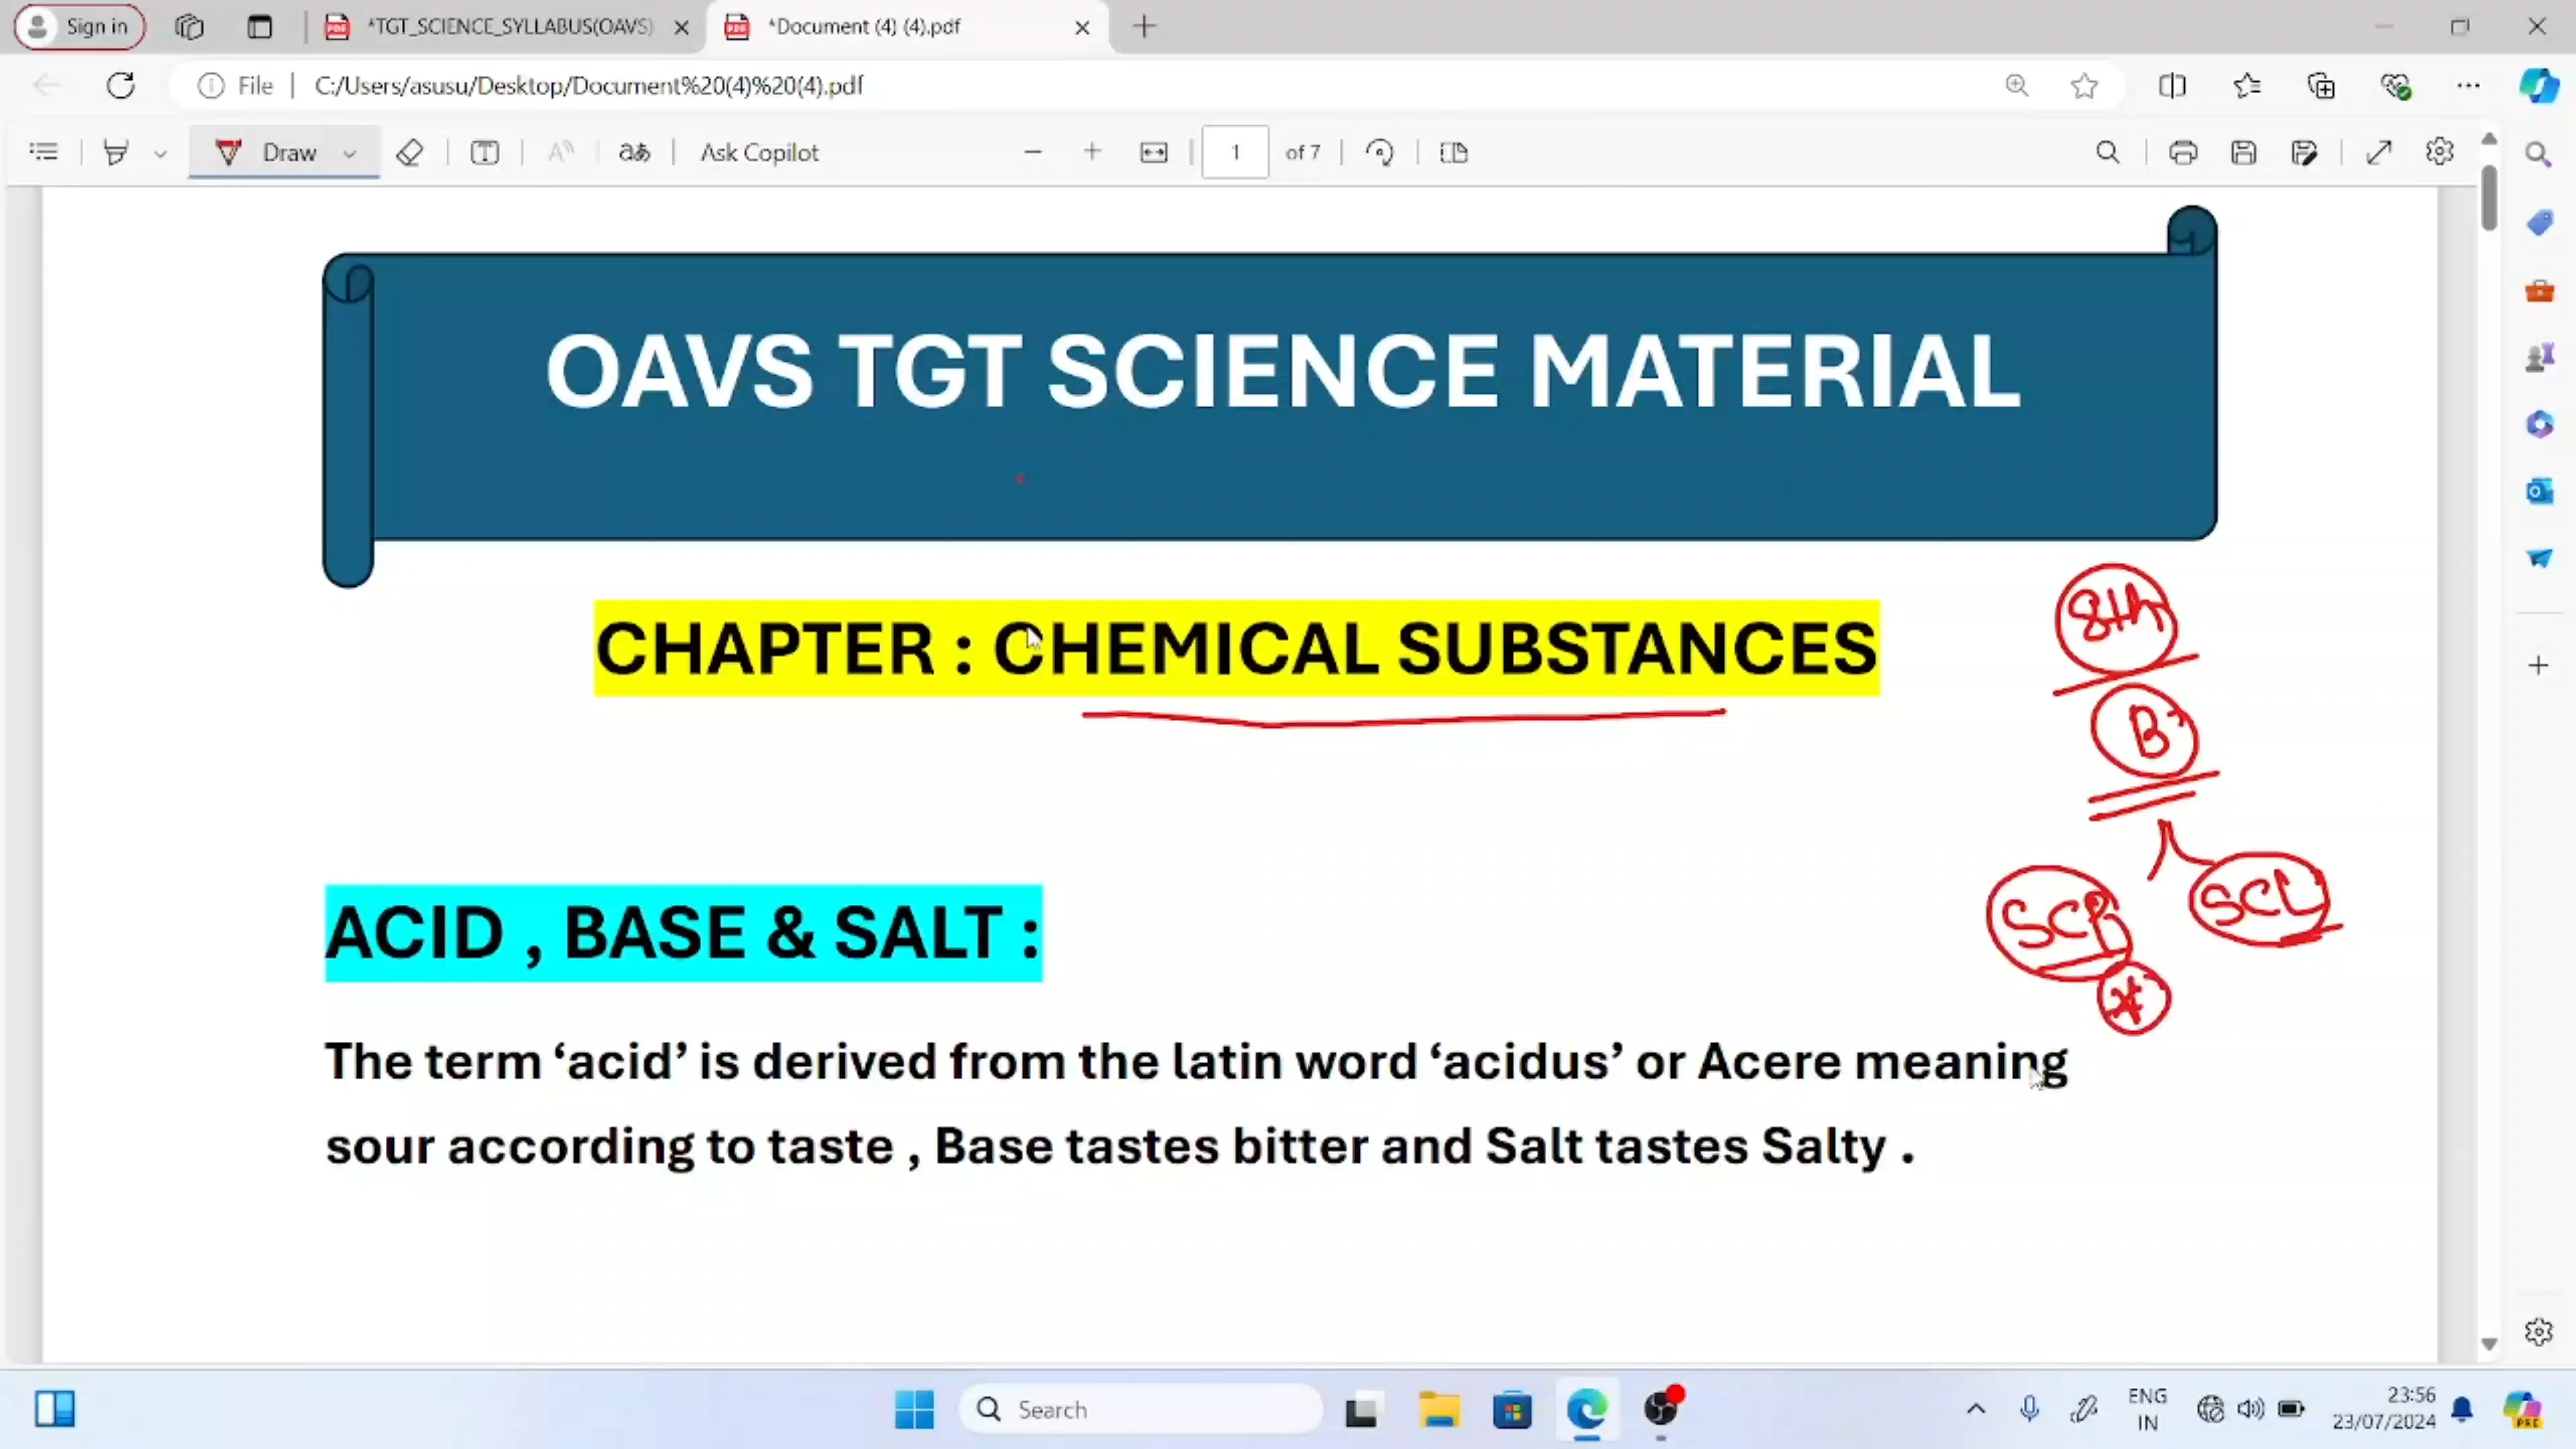 Sign in
*TGT_SCIENCE_SYLLABUS(OAVS)
*Document (4) (4).pdf
File
C:/Users/asusu/Desktop/Document%20(4)%20(4).pdf
Draw
Ask Copilot
1 of 7
OAVS TGT SCIENCE MATERIAL
CHAPTER : CHEMICAL SUBSTANCES
8th
B
SCB
SCL
ACID , BASE & SALT :
The term ‘acid’ is derived from the latin word ‘acidus’ or Acere meaning
sour according to taste , Base tastes bitter and Salt tastes Salty .
Search
ENG
IN
23:56
23/07/2024
PRE